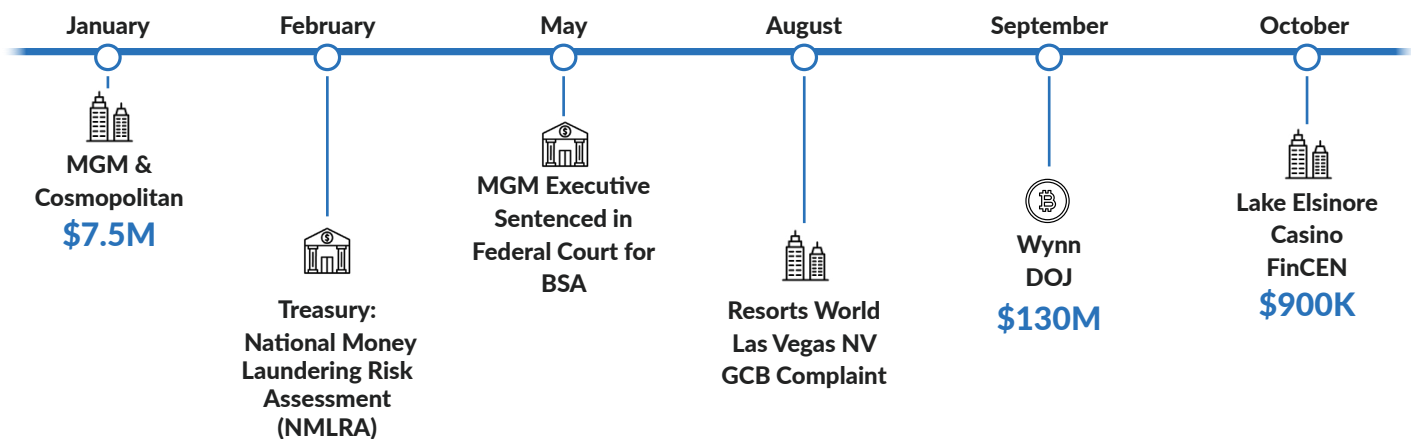 January
MGM &
Cosmopolitan
$7.5M
February
Treasury:
National Money
Laundering Risk
Assessment
(NMLRA)
May
MGM Executive
Sentenced in
Federal Court for
BSA
August
Resorts World
Las Vegas NV
GCB Complaint
September
Wynn
DOJ
$130M
October
Lake Elsinore
Casino
FinCEN
$900K